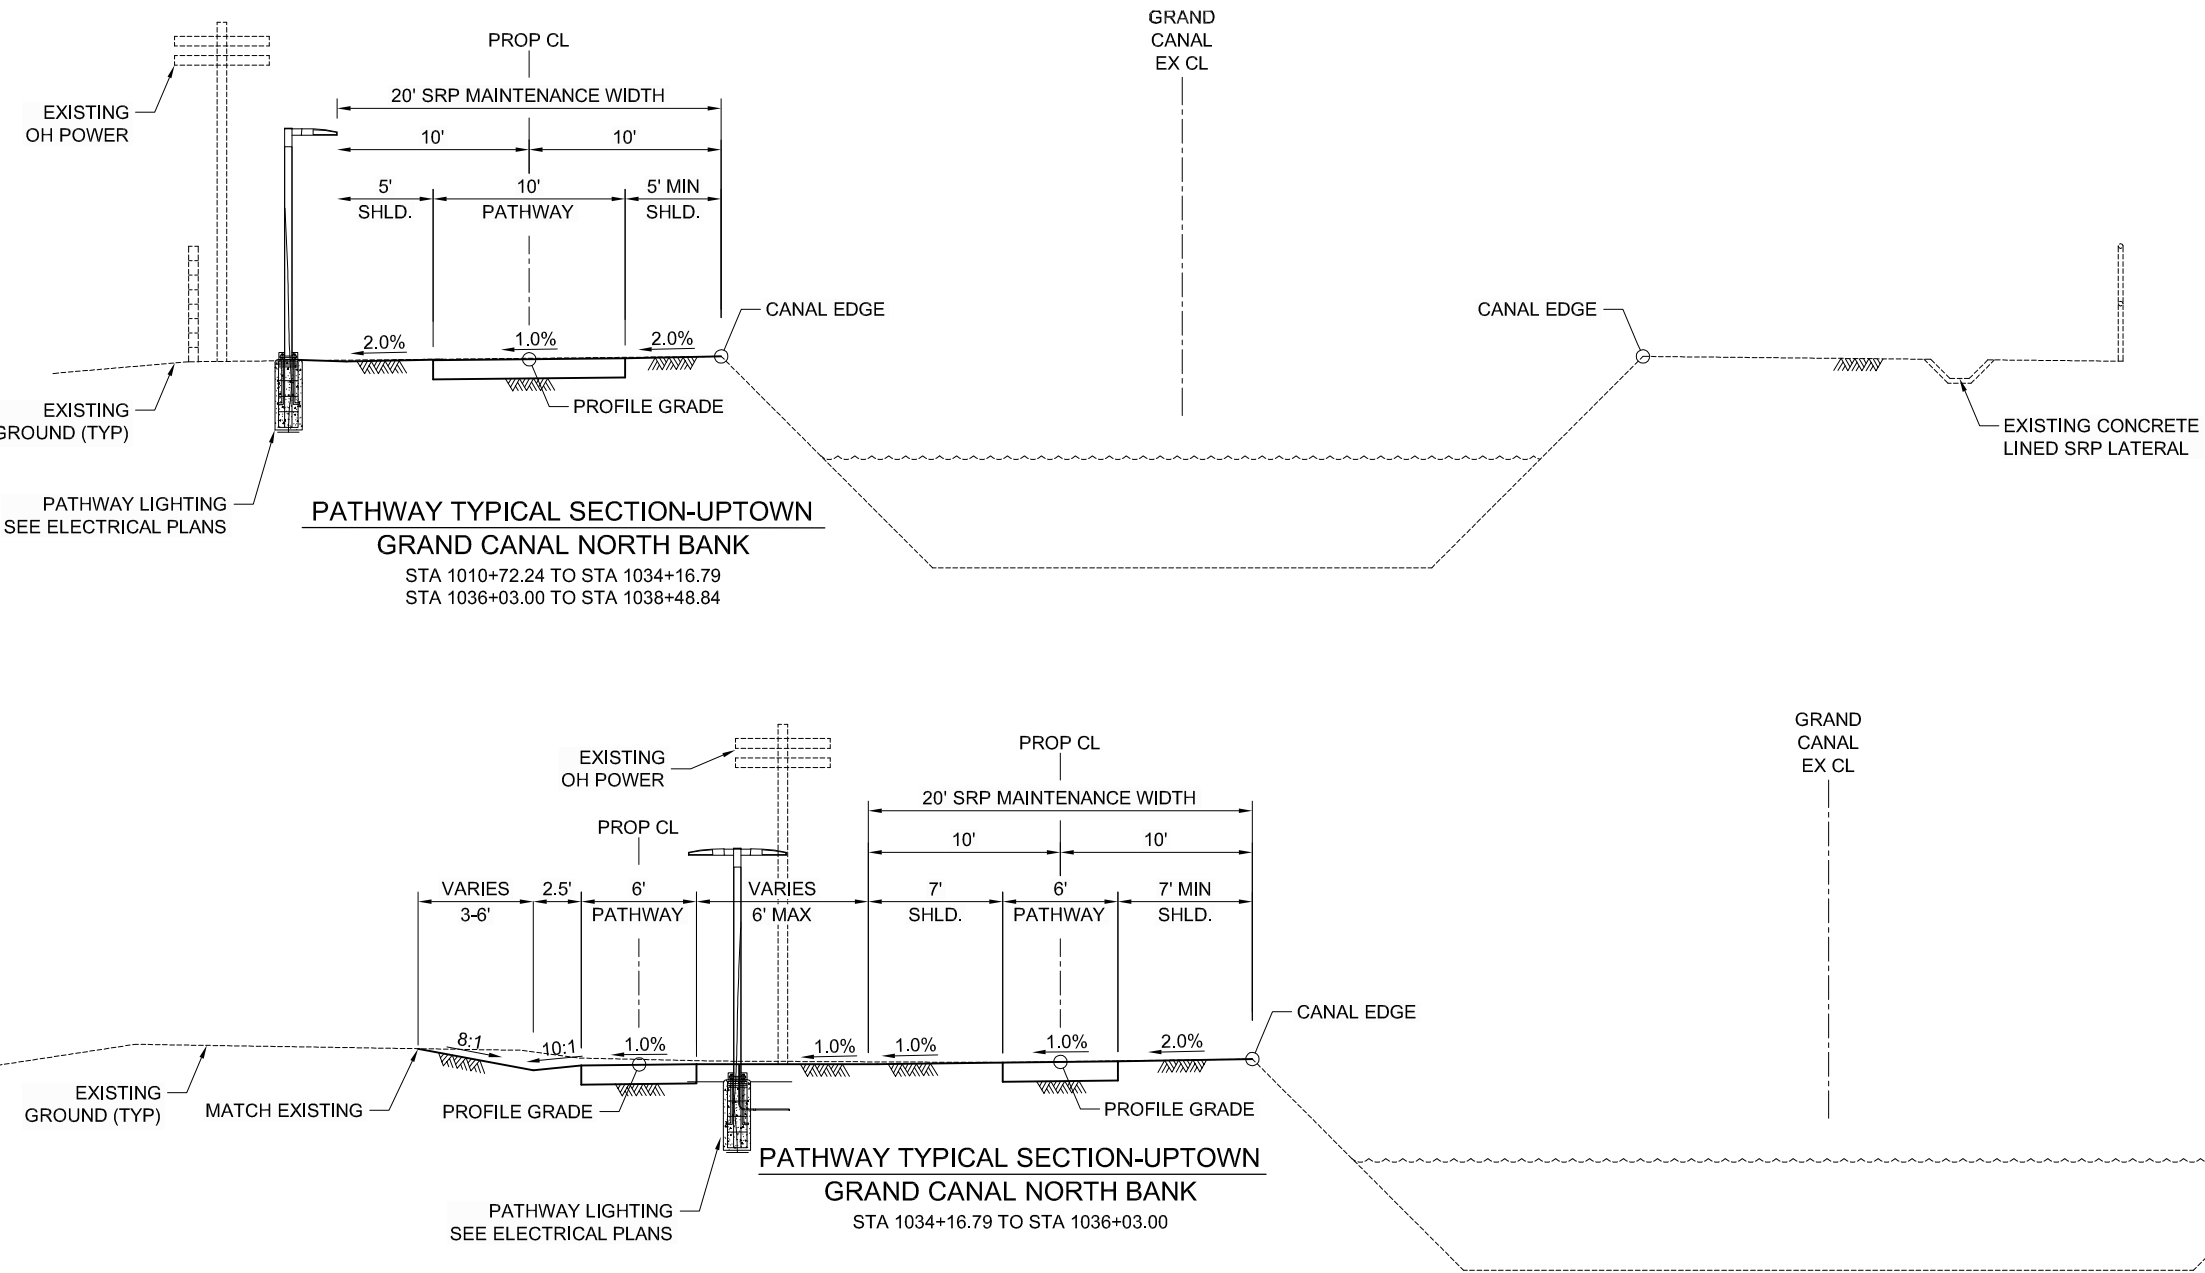 GRAND
CANAL
EX CL
PROP CL
20' SRP MAINTENANCE WIDTH
EXISTING
OH POWER
10'
10'
5'
SHLD.
10'
PATHWAY
5' MIN
SHLD.
CANAL EDGE
CANAL EDGE
2.0%
1.0%
2.0%
EXISTING
GROUND (TYP)
PROFILE GRADE
EXISTING CONCRETE
LINED SRP LATERAL
PATHWAY LIGHTING
SEE ELECTRICAL PLANS
PATHWAY TYPICAL SECTION-UPTOWN
GRAND CANAL NORTH BANK
STA 1010+72.24 TO STA 1034+16.79
STA 1036+03.00 TO STA 1038+48.84
GRAND
CANAL
EX CL
EXISTING
OH POWER
PROP CL
20' SRP MAINTENANCE WIDTH
PROP CL
10'
10'
VARIES
3-6'
2.5'
6'
PATHWAY
VARIES
6' MAX
7'
SHLD.
6'
PATHWAY
7' MIN
SHLD.
CANAL EDGE
8:1
10:1
1.0%
1.0%
1.0%
1.0%
2.0%
EXISTING
GROUND (TYP)
MATCH EXISTING
PROFILE GRADE
PROFILE GRADE
PATHWAY TYPICAL SECTION-UPTOWN
GRAND CANAL NORTH BANK
STA 1034+16.79 TO STA 1036+03.00
PATHWAY LIGHTING
SEE ELECTRICAL PLANS